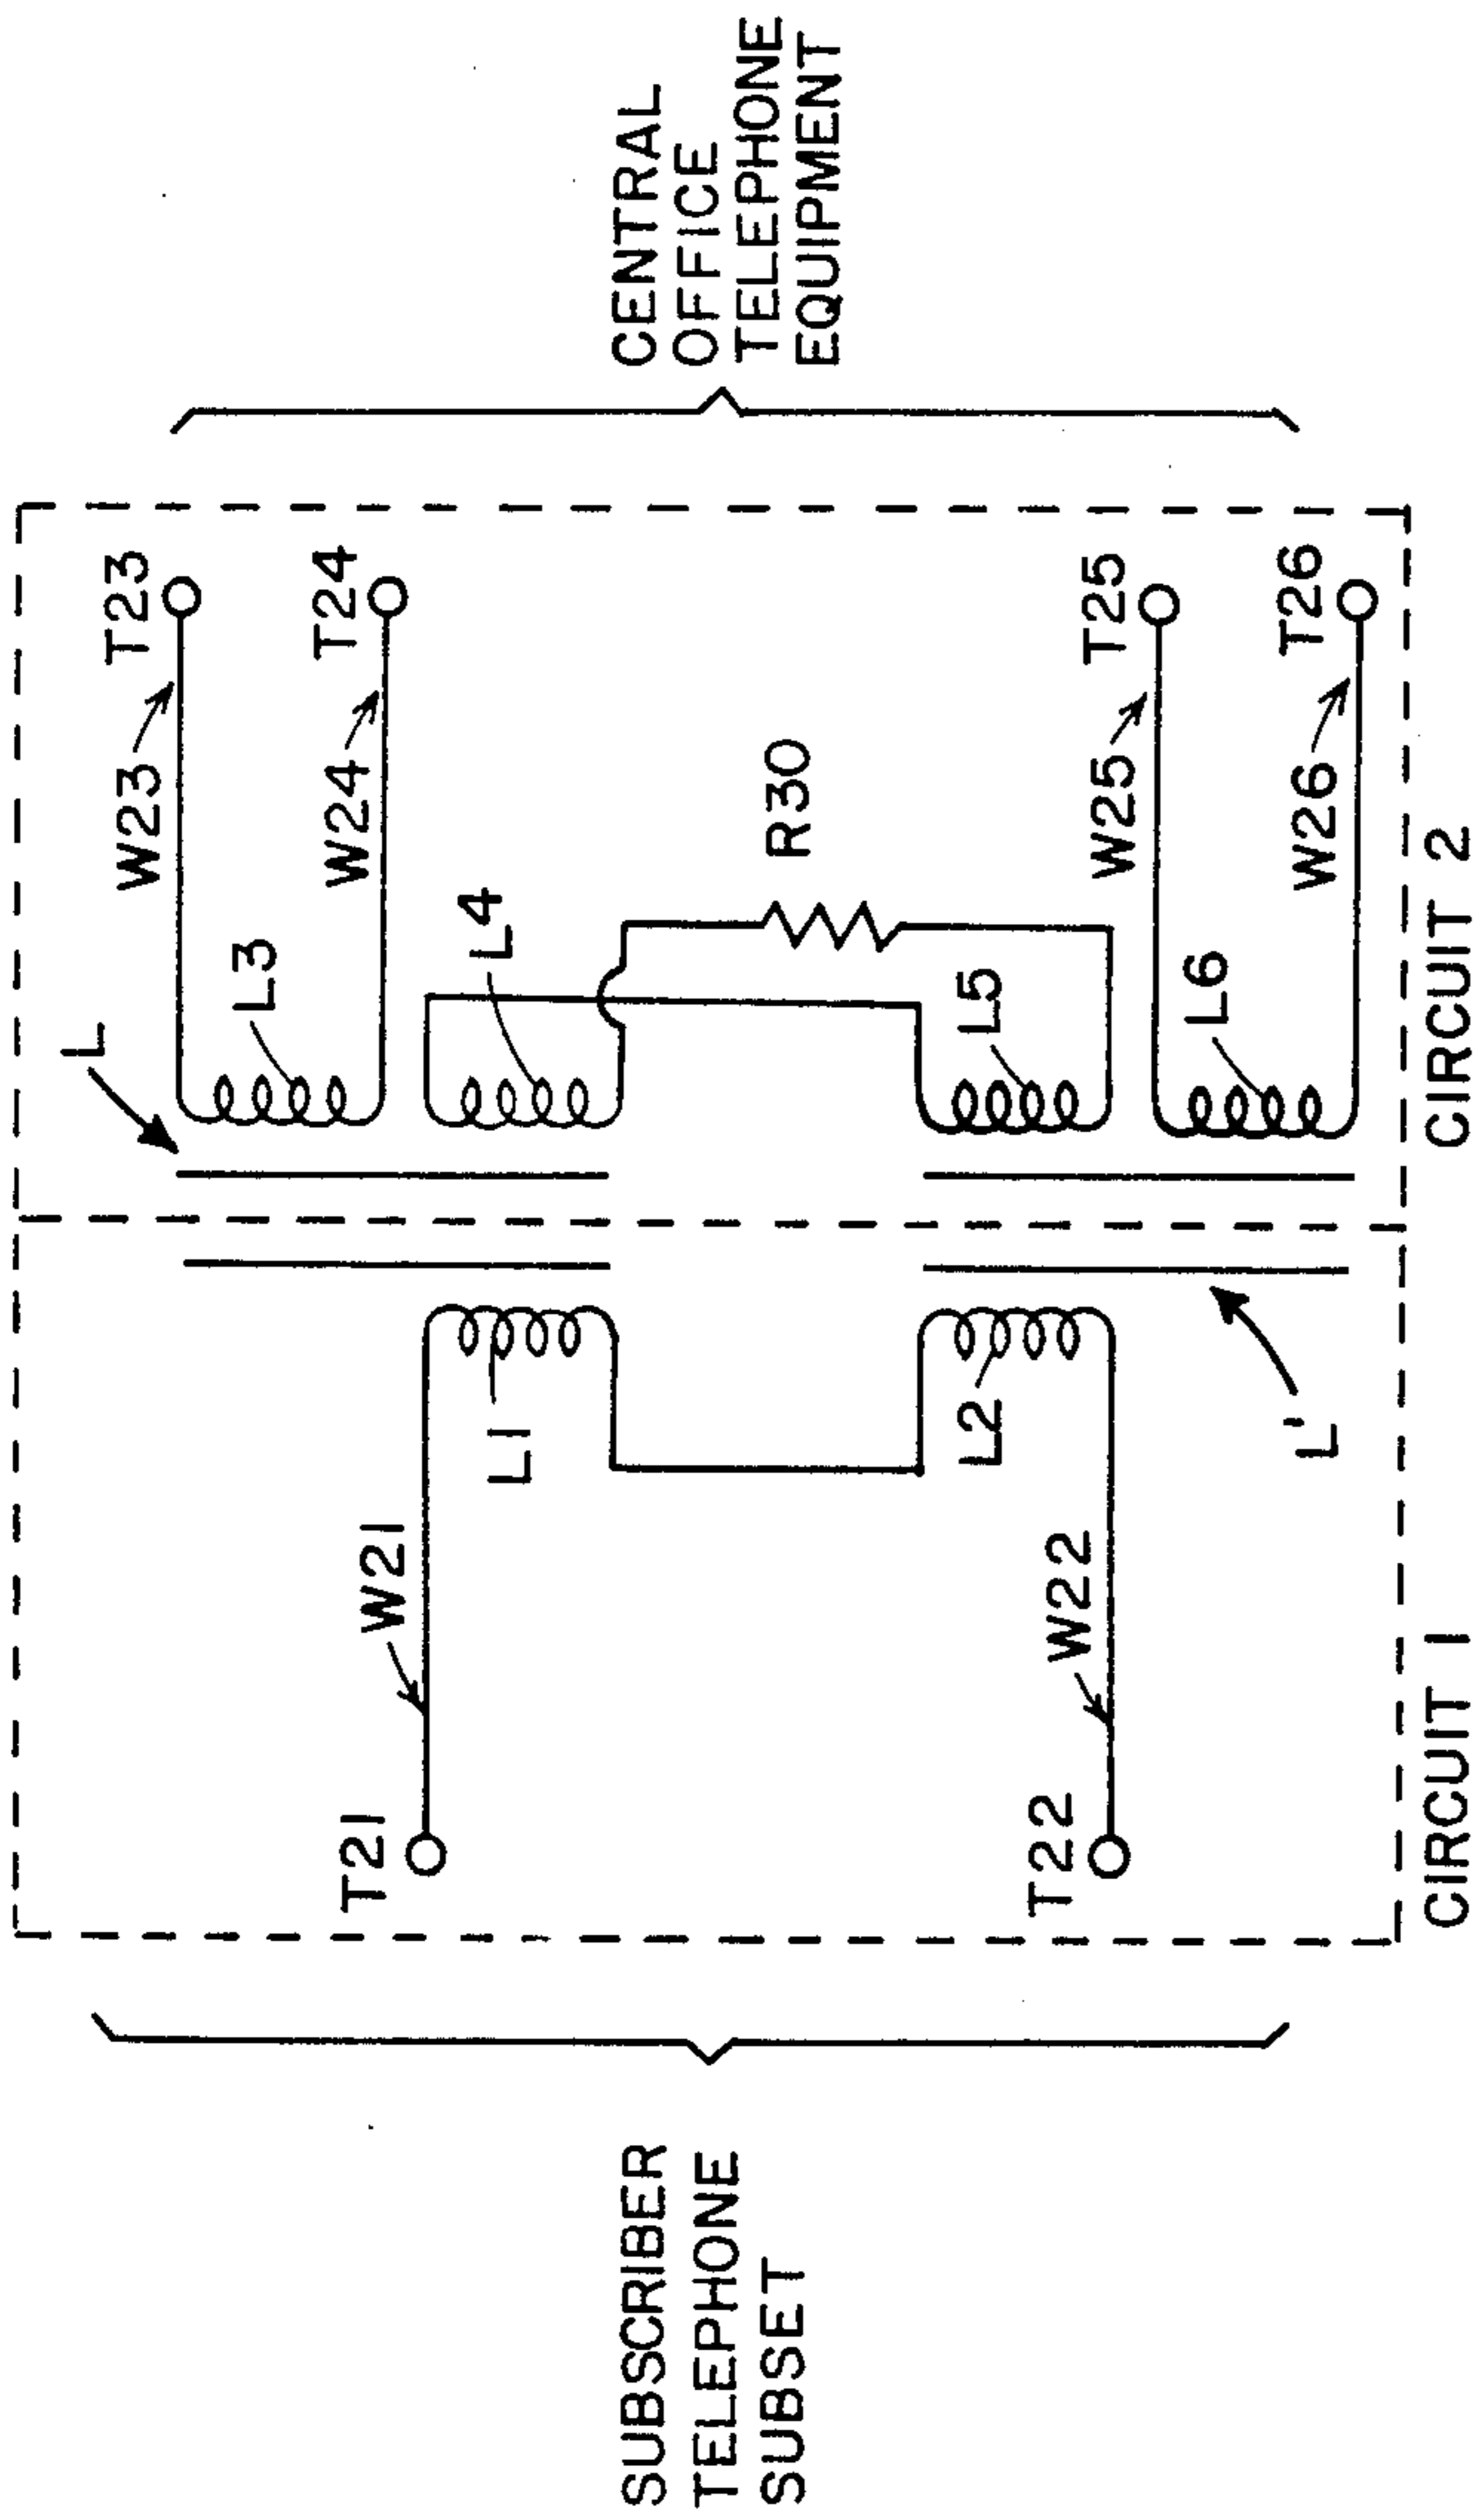 SUBSCRIBER
TELEPHONE
SUBSET
T21
W21
L1
T22
W22
L2
L'
CIRCUIT 1
L
L3
W23
T23
W24
T24
L4
R30
L5
W25
T25
L6
W26
T26
CIRCUIT 2
CENTRAL
OFFICE
TELEPHONE
EQUIPMENT